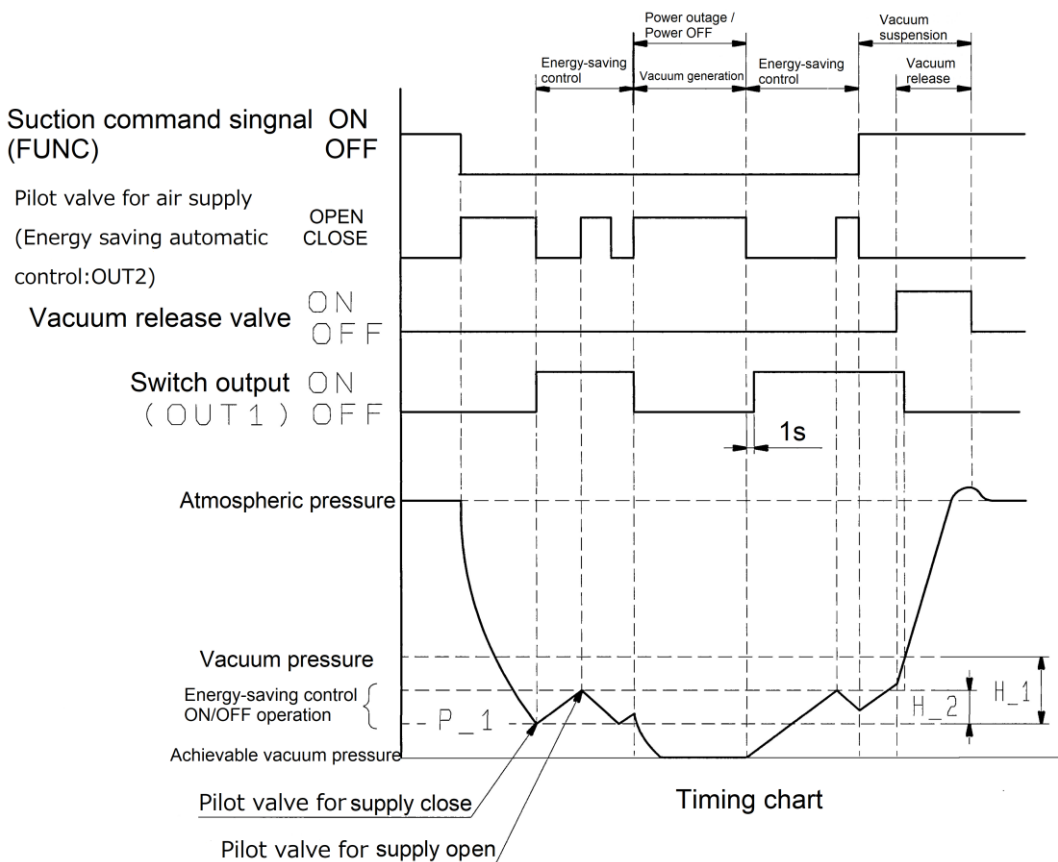 Power outage /
Power OFF
Vacuum
suspension
Energy-saving
control
Vacuum generation
Energy-saving
control
Vacuum
release
Suction command singnal ON
(FUNC) OFF
Pilot valve for air supply
(Energy saving automatic
control:OUT2)
OPEN
CLOSE
Vacuum release valve ON
OFF
Switch output ON
(OUT1) OFF
1s
Atmospheric pressure
Vacuum pressure
Energy-saving control
ON/OFF operation
P_1
H_2
H_1
Achievable vacuum pressure
Pilot valve for supply close
Pilot valve for supply open
Timing chart